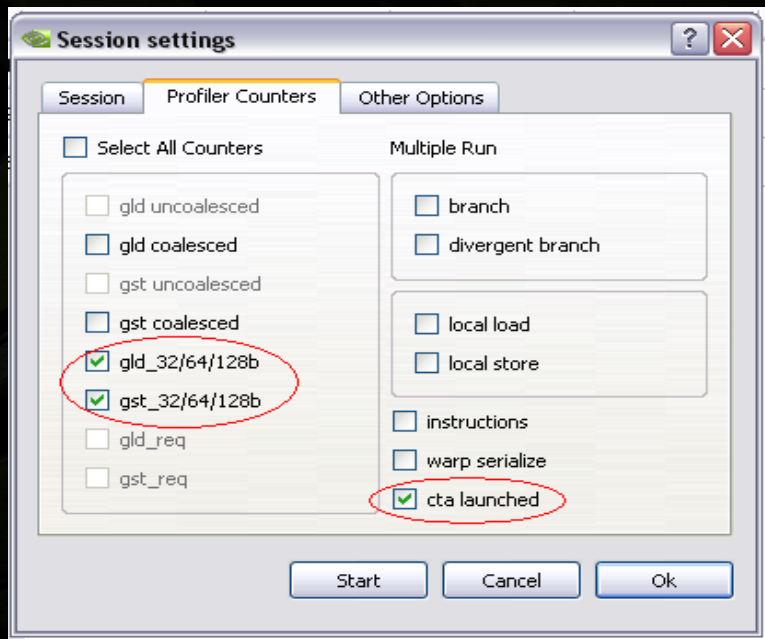 Session settings
Session
Profiler Counters
Other Options
Select All Counters
gld uncoalesced
gld coalesced
gst uncoalesced
gst coalesced
gld_32/64/128b
gst_32/64/128b
gld_req
gst_req
Multiple Run
branch
divergent branch
local load
local store
instructions
warp serialize
cta launched
Start
Cancel
Ok